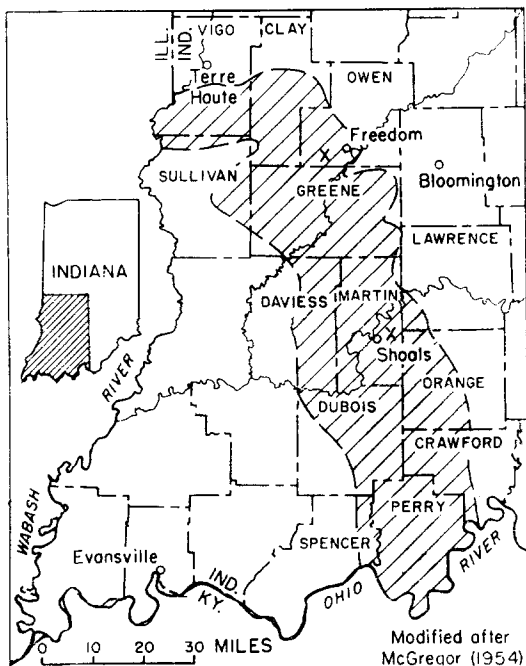 ILL.
IND.
VIGO
CLAY
Terre
Haute
OWEN
Freedom
X
SULLIVAN
GREENE
Bloomington
LAWRENCE
INDIANA
DAVIESS
MARTIN
X
Shoals
RIVER
ORANGE
DUBOIS
CRAWFORD
WABASH
PERRY
Evansville
SPENCER
IND.
KY.
OHIO
RIVER
0 10 20 30 MILES
Modified after
McGregor (1954)